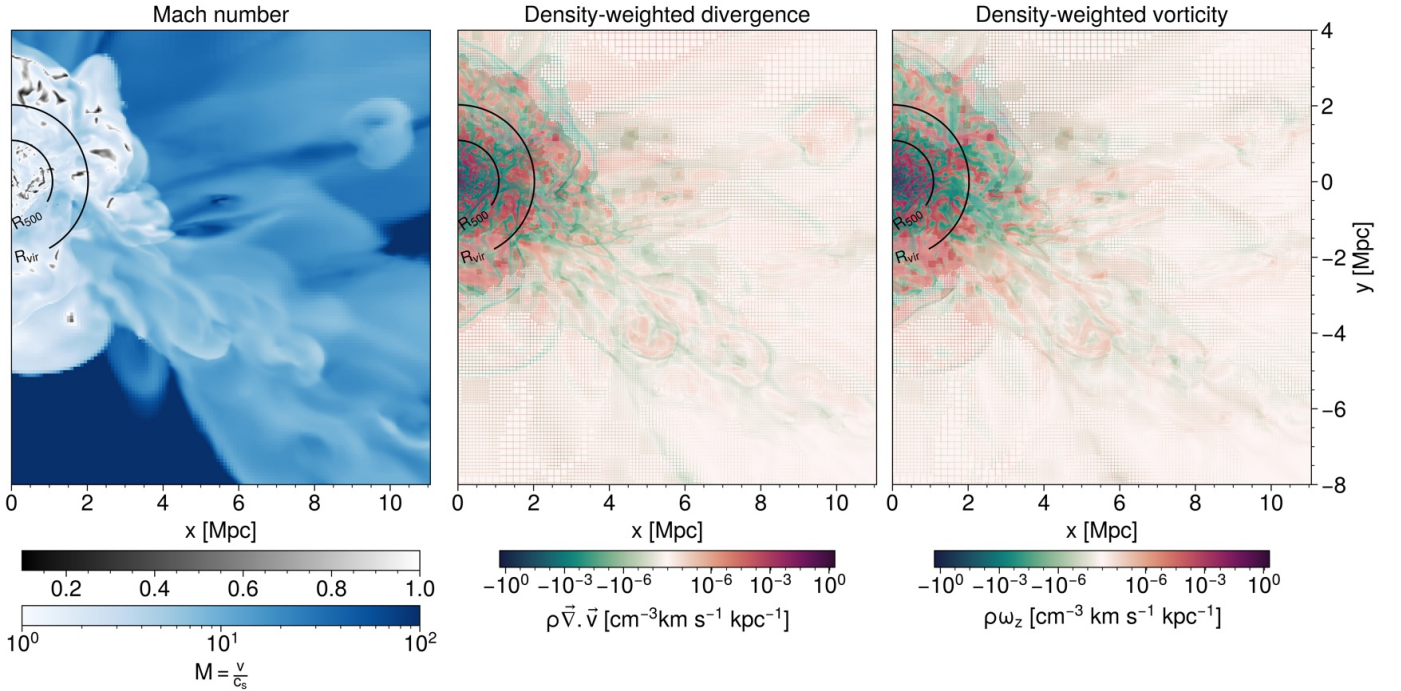 Mach number
Density-weighted divergence
Density-weighted vorticity
R₅₀₀
Rᵥᵢᵣ
R₅₀₀
Rᵥᵢᵣ
R₅₀₀
Rᵥᵢᵣ
4
2
0
−2
−4
−6
−8
y [Mpc]
0 2 4 6 8 10
0 2 4 6 8 10
0 2 4 6 8 10
x [Mpc]
x [Mpc]
x [Mpc]
0.2 0.4 0.6 0.8 1.0
10⁰ 10¹ 10²
M = v/cₛ
−10⁰ −10⁻³ −10⁻⁶ 10⁻⁶ 10⁻³ 10⁰
ρ∇⃗.v⃗ [cm⁻³km s⁻¹ kpc⁻¹]
−10⁰ −10⁻³ −10⁻⁶ 10⁻⁶ 10⁻³ 10⁰
ρω_z [cm⁻³ km s⁻¹ kpc⁻¹]